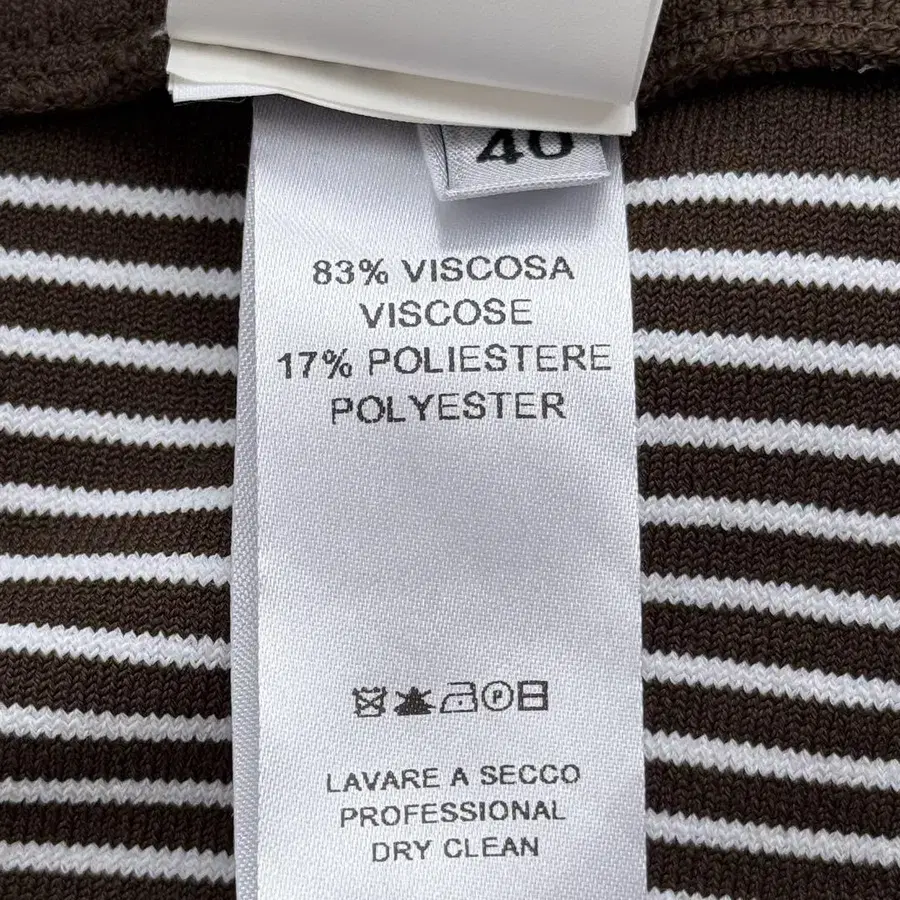 40
83% VISCOSA
VISCOSE
17% POLIESTERE
POLYESTER
P
LAVARE A SECCO
PROFESSIONAL
DRY CLEAN